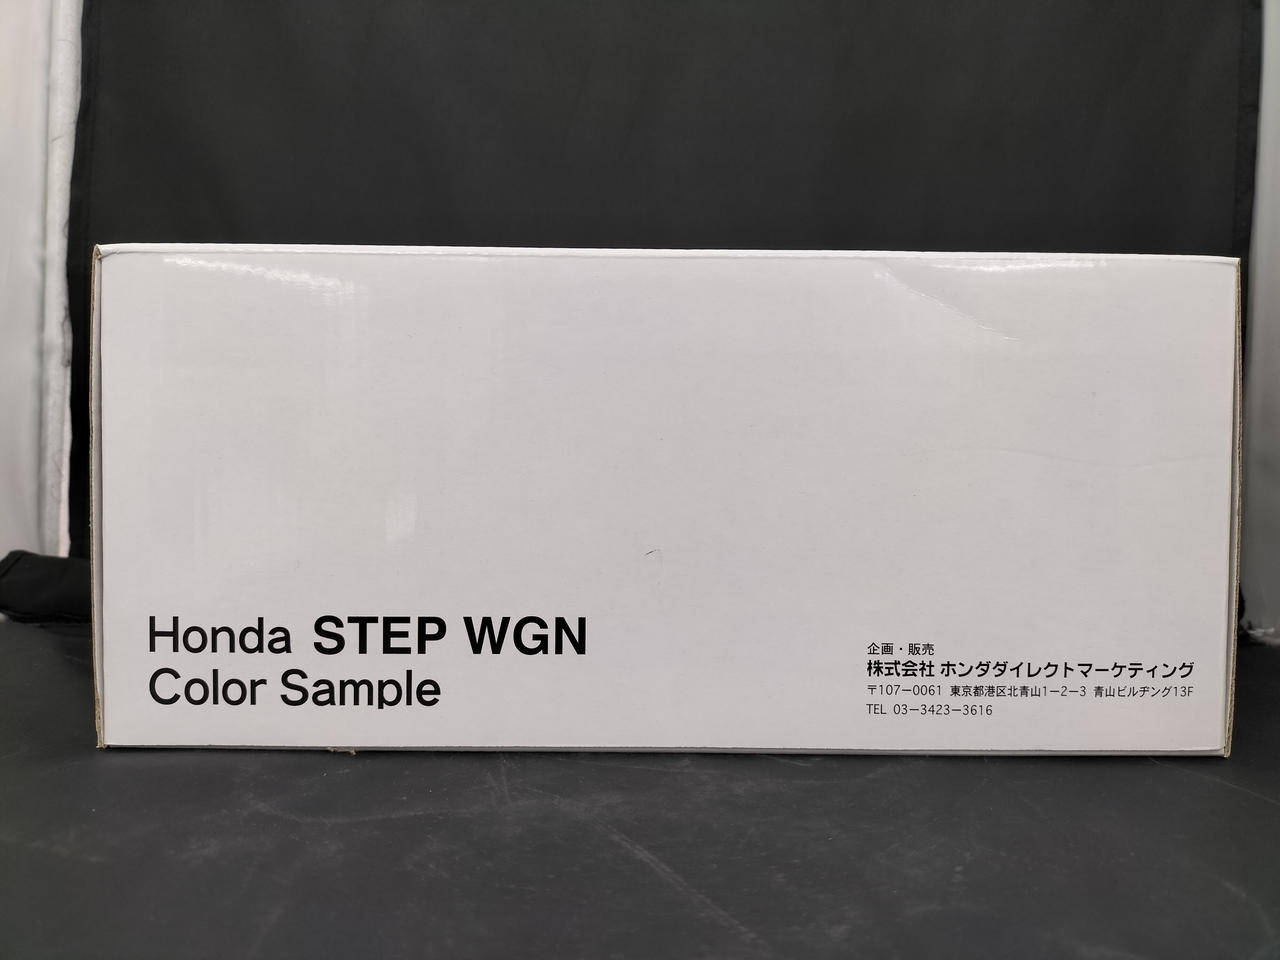 Honda STEP WGN
Color Sample
企画・販売
株式会社 ホンダダイレクトマーケティング
〒107−0061 東京都港区北青山1−2−3 青山ビルヂング13F
TEL 03−3423−3616